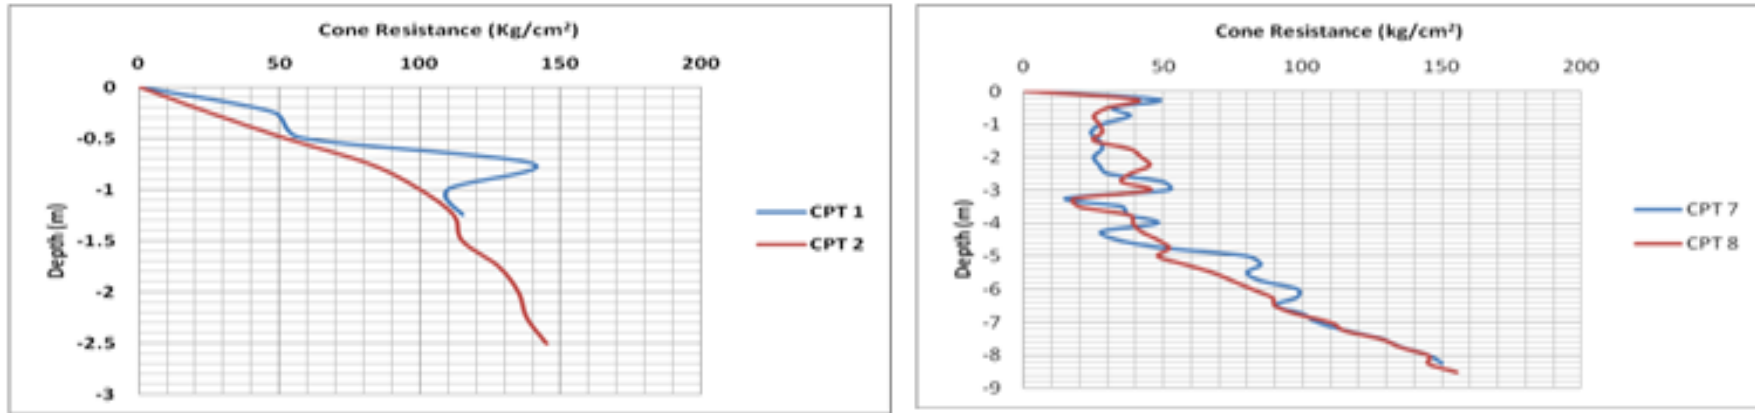 Cone Resistance (Kg/cm²)
0 50 100 150 200
0
-0.5
-1
-1.5
-2
-2.5
-3
Depth (m)
CPT 1
CPT 2
Cone Resistance (kg/cm²)
0 50 100 150 200
0
-1
-2
-3
-4
-5
-6
-7
-8
-9
Depth (m)
CPT 7
CPT 8